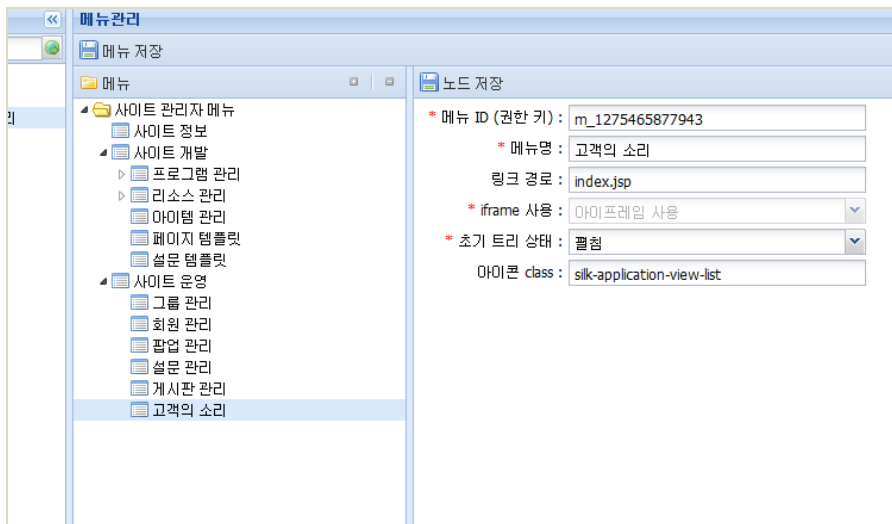 메뉴관리
메뉴 저장
메뉴
사이트 관리자 메뉴
사이트 정보
사이트 개발
프로그램 관리
리소스 관리
아이템 관리
페이지 템플릿
설문 템플릿
사이트 운영
그룹 관리
회원 관리
팝업 관리
설문 관리
게시판 관리
고객의 소리
노드 저장
* 메뉴 ID (권한 키) : m_1275465877943
* 메뉴명 : 고객의 소리
링크 경로 : index.jsp
* iframe 사용 : 아이프레임 사용
* 초기 트리 상태 : 펼침
아이콘 class : silk-application-view-list